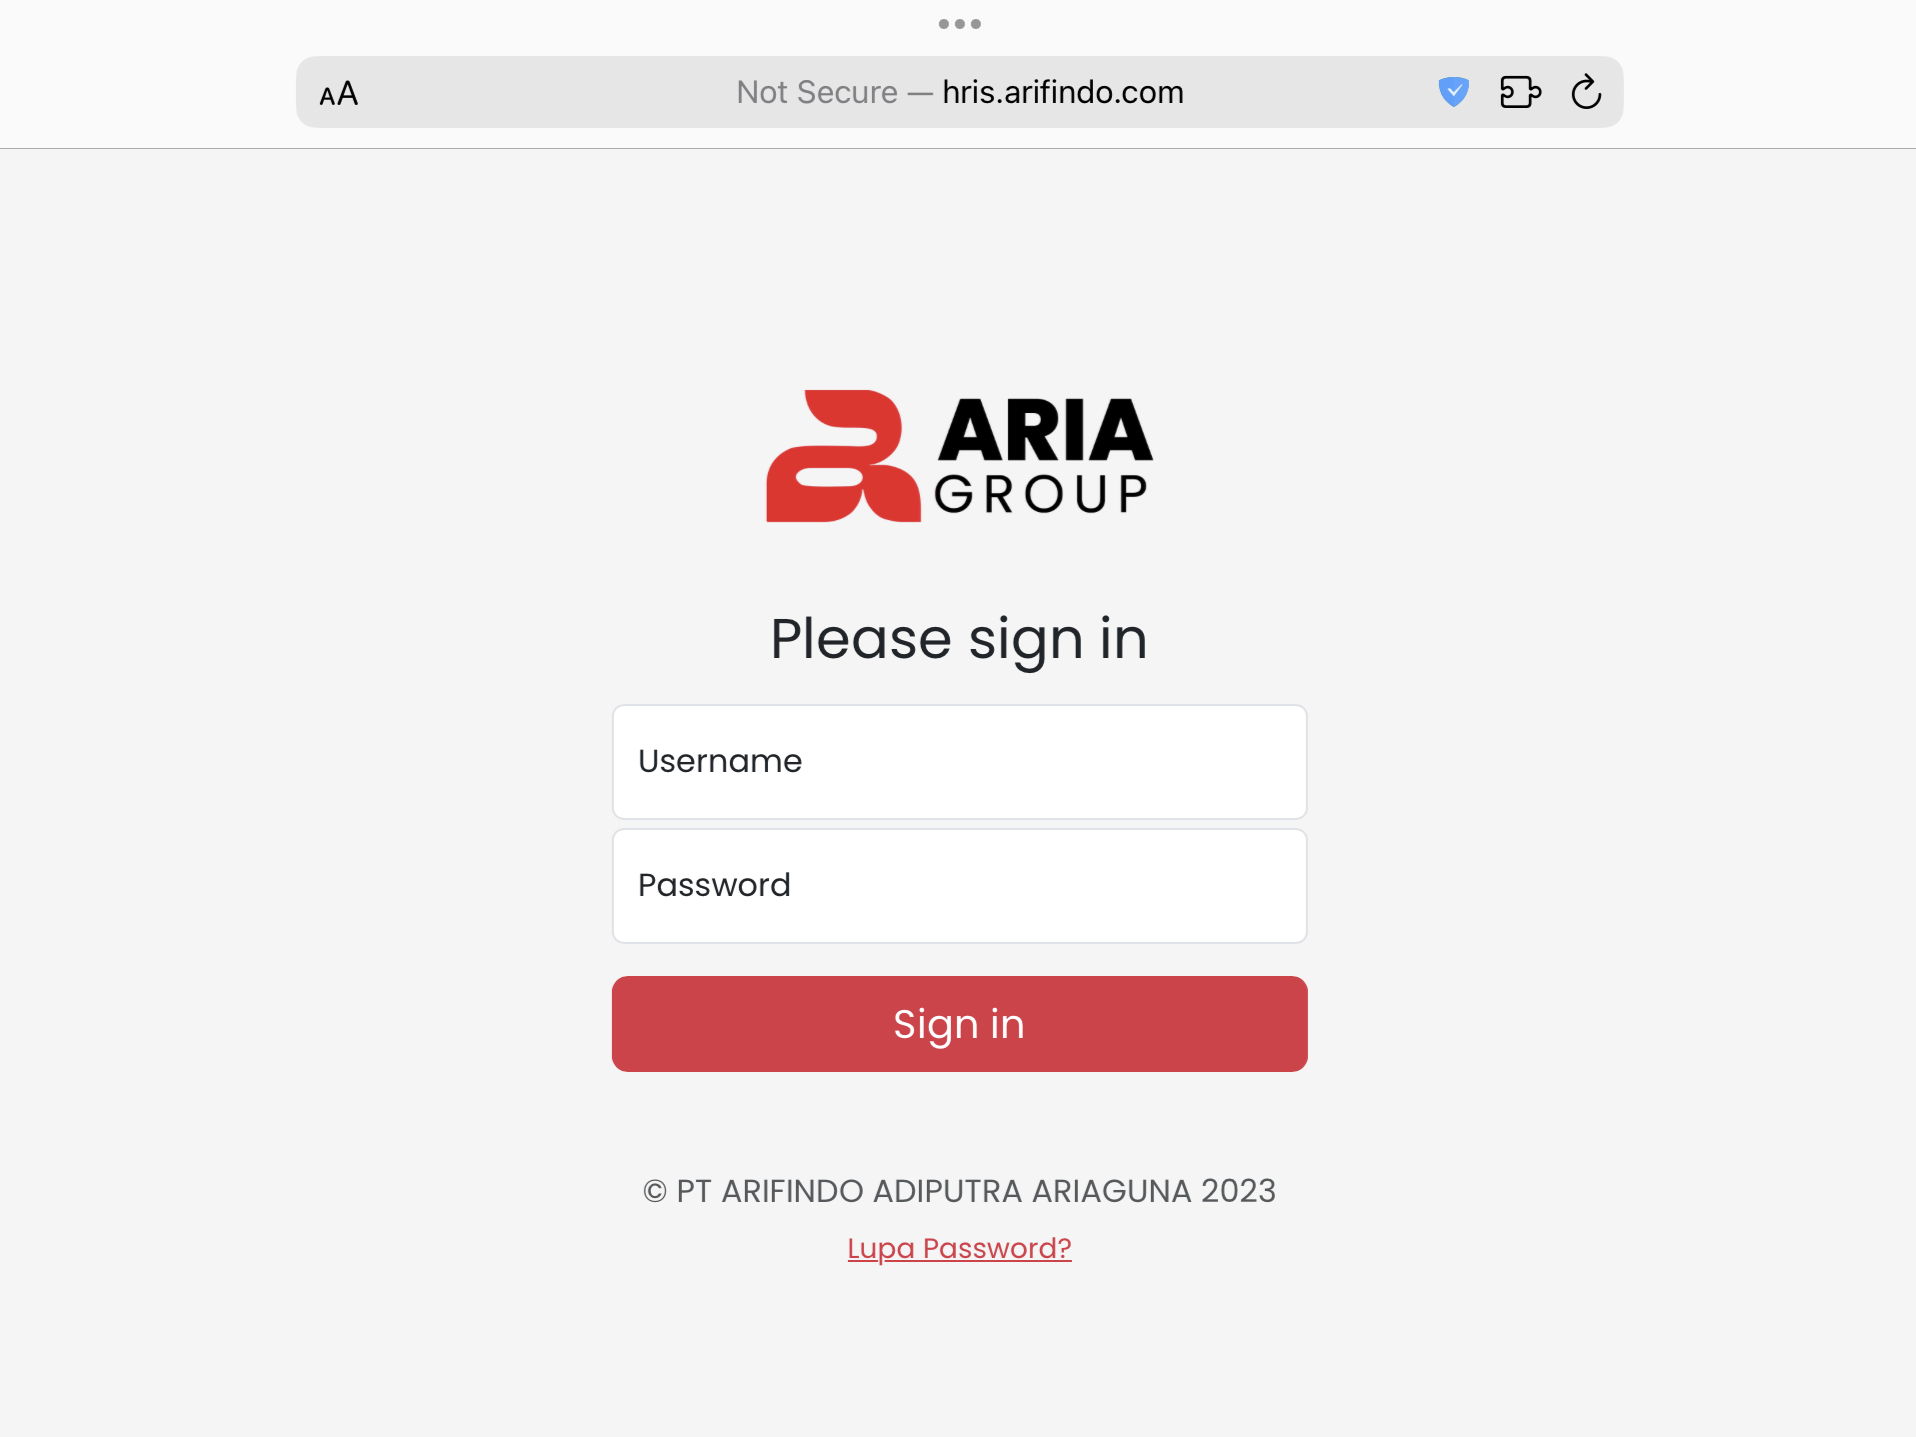 AA
Not Secure — hris.arifindo.com
ARIA
GROUP
Please sign in
Username
Password
Sign in
© PT ARIFINDO ADIPUTRA ARIAGUNA 2023
Lupa Password?